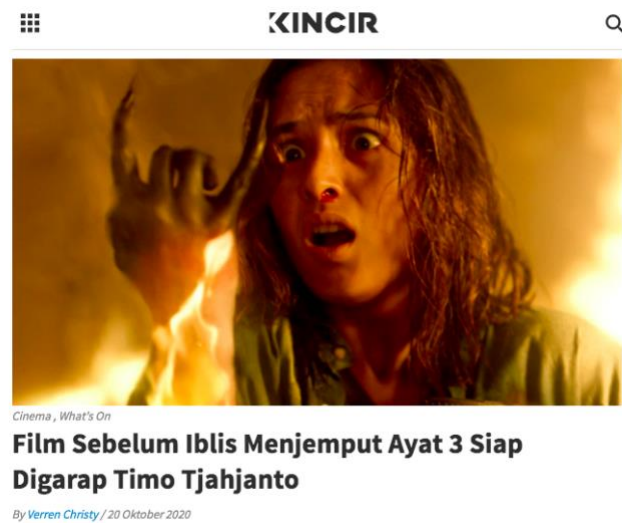 KINCIR
Cinema , What's On
Film Sebelum Iblis Menjemput Ayat 3 Siap
Digarap Timo Tjahjanto
By Verren Christy / 20 Oktober 2020